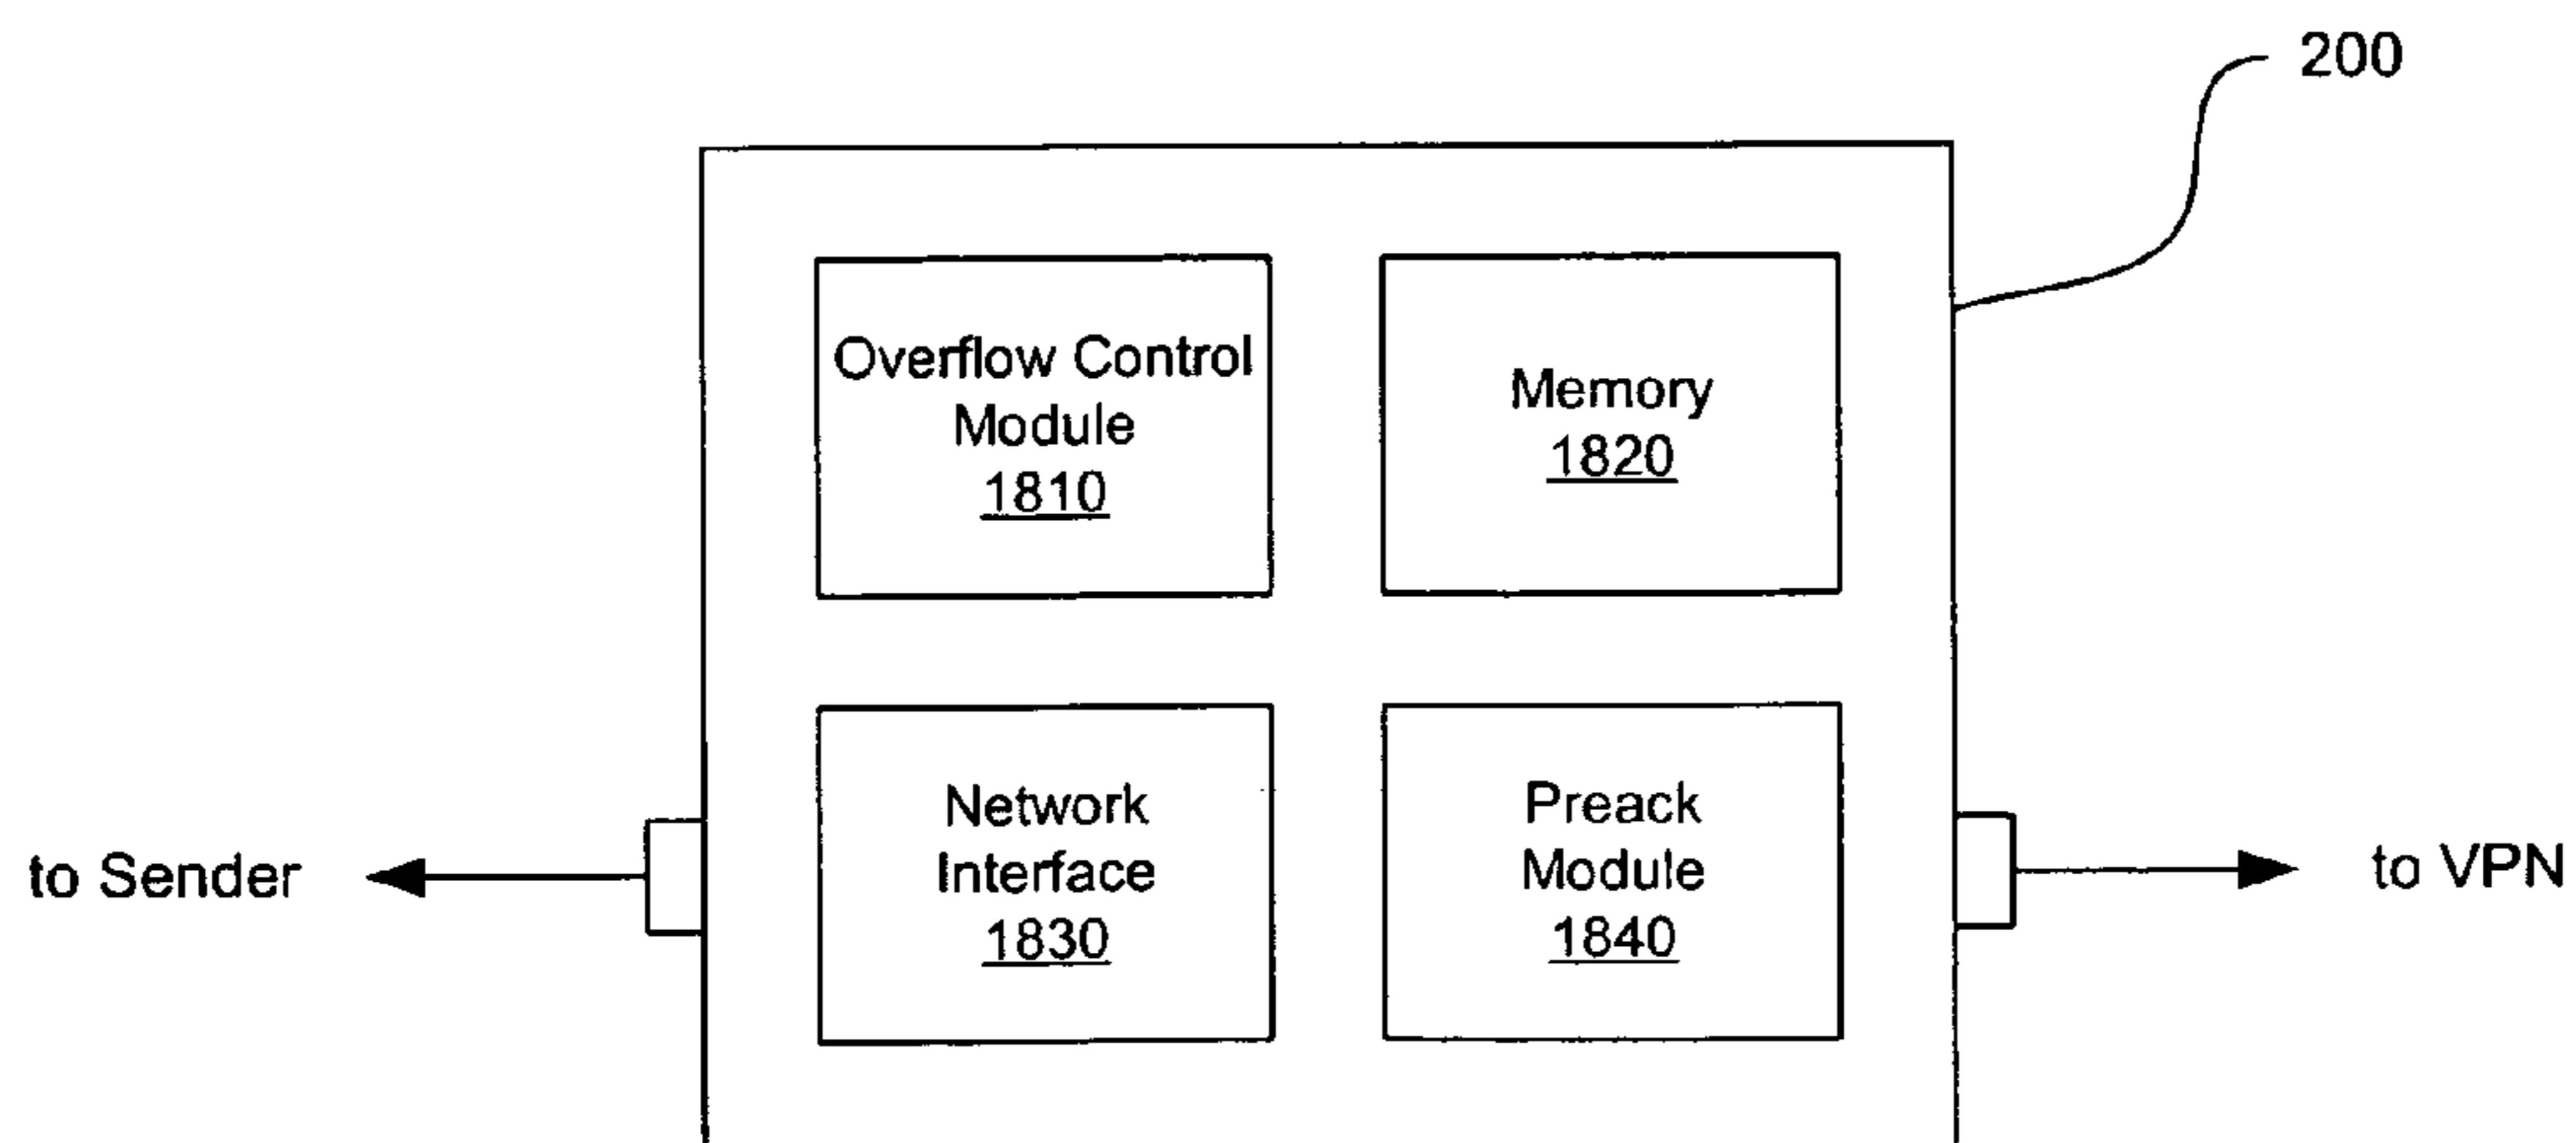 200
Overflow Control
Module
1810
Memory
1820
Network
Interface
1830
Preack
Module
1840
to Sender
to VPN